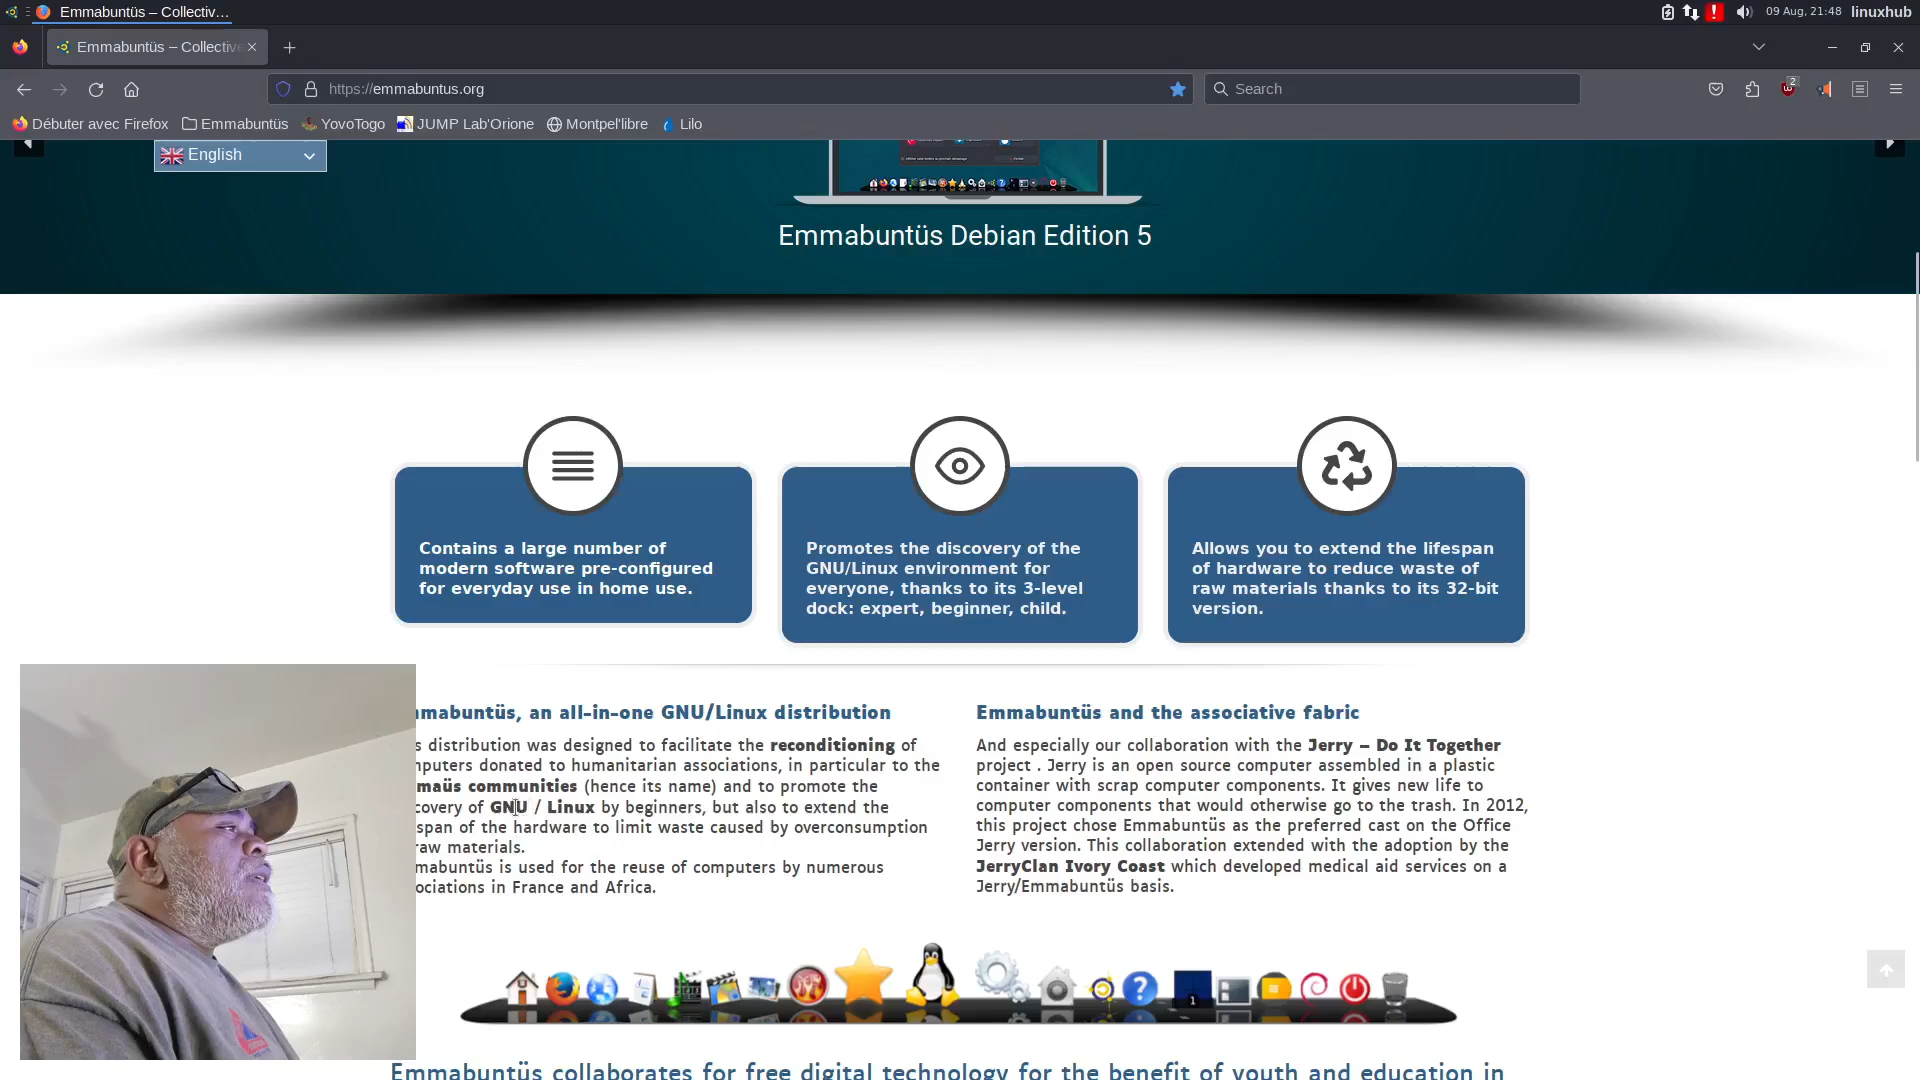 Emmabuntüs – Collectiv...
09 Aug, 21:48 linuxhub
Emmabuntüs – Collective
https://emmabuntus.org
Search
2
Débuter avec Firefox Emmabuntüs YovoTogo JUMP Lab'Orione Montpel'libre Lilo
English
Emmabuntüs Debian Edition 5
Contains a large number of
modern software pre-configured
for everyday use in home use.
Promotes the discovery of the
GNU/Linux environment for
everyone, thanks to its 3-level
dock: expert, beginner, child.
Allows you to extend the lifespan
of hardware to reduce waste of
raw materials thanks to its 32-bit
version.
mabuntüs, an all-in-one GNU/Linux distribution
s distribution was designed to facilitate the reconditioning of
mputers donated to humanitarian associations, in particular to the
maüs communities (hence its name) and to promote the
covery of GNU / Linux by beginners, but also to extend the
span of the hardware to limit waste caused by overconsumption
raw materials.
mabuntüs is used for the reuse of computers by numerous
ociations in France and Africa.
Emmabuntüs and the associative fabric
And especially our collaboration with the Jerry – Do It Together
project . Jerry is an open source computer assembled in a plastic
container with scrap computer components. It gives new life to
computer components that would otherwise go to the trash. In 2012,
this project chose Emmabuntüs as the preferred cast on the Office
Jerry version. This collaboration extended with the adoption by the
JerryClan Ivory Coast which developed medical aid services on a
Jerry/Emmabuntüs basis.
1
Emmabuntüs collaborates for free digital technology for the benefit of youth and education in